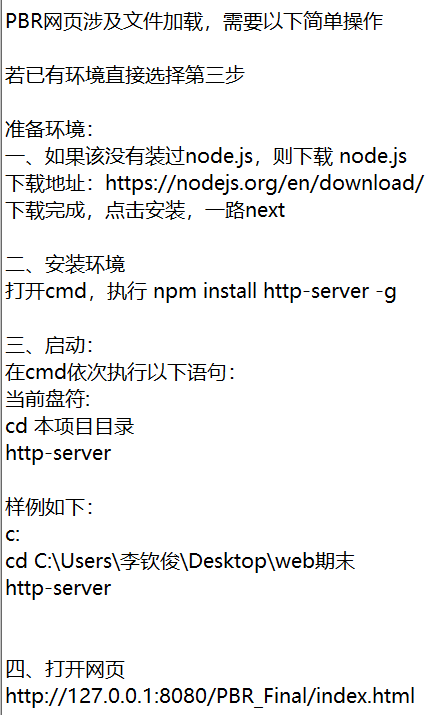 PBR网页涉及文件加载，需要以下简单操作
若已有环境直接选择第三步
准备环境：
一、如果该没有装过node.js，则下载 node.js
下载地址：https://nodejs.org/en/download/
下载完成，点击安装，一路next
二、安装环境
打开cmd，执行 npm install http-server -g
三、启动：
在cmd依次执行以下语句：
当前盘符:
cd 本项目目录
http-server
样例如下：
c:
cd C:\Users\李钦俊\Desktop\web期末
http-server
四、打开网页
http://127.0.0.1:8080/PBR_Final/index.html